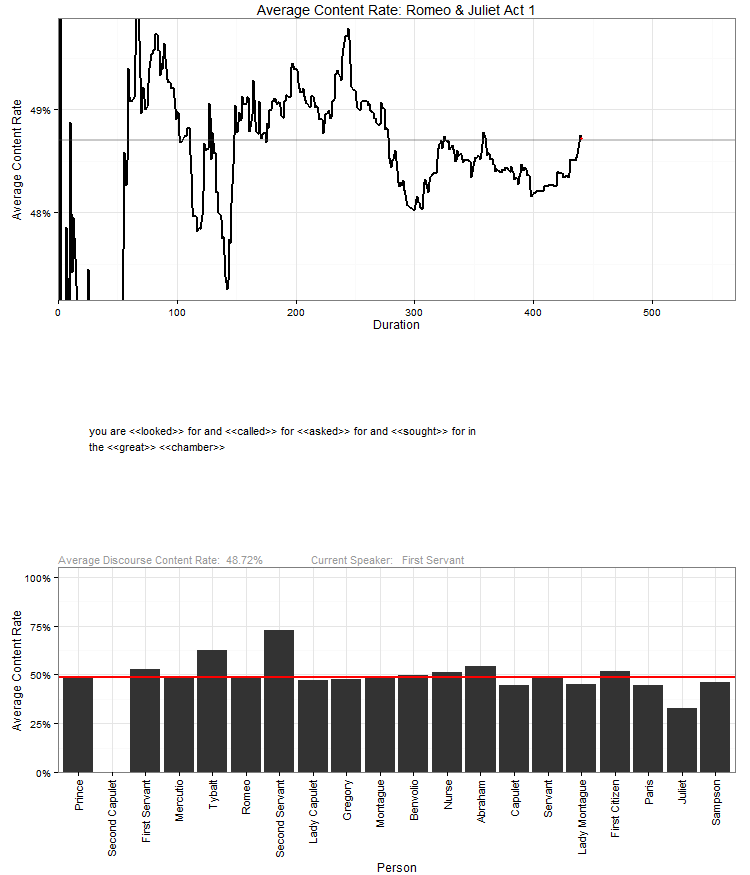 Average Content Rate: Romeo & Juliet Act 1
Average Content Rate
49%
48%
0
100
200
300
400
500
Duration
you are <<looked>> for and <<called>> for <<asked>> for and <<sought>> for in
the <<great>> <<chamber>>
Average Discourse Content Rate: 48.72%
Current Speaker: First Servant
Average Content Rate
100%
75%
50%
25%
0%
Prince
Second Capulet
First Servant
Mercutio
Tybalt
Romeo
Second Servant
Lady Capulet
Gregory
Montague
Benvolio
Nurse
Abraham
Capulet
Servant
Lady Montague
First Citizen
Paris
Juliet
Sampson
Person